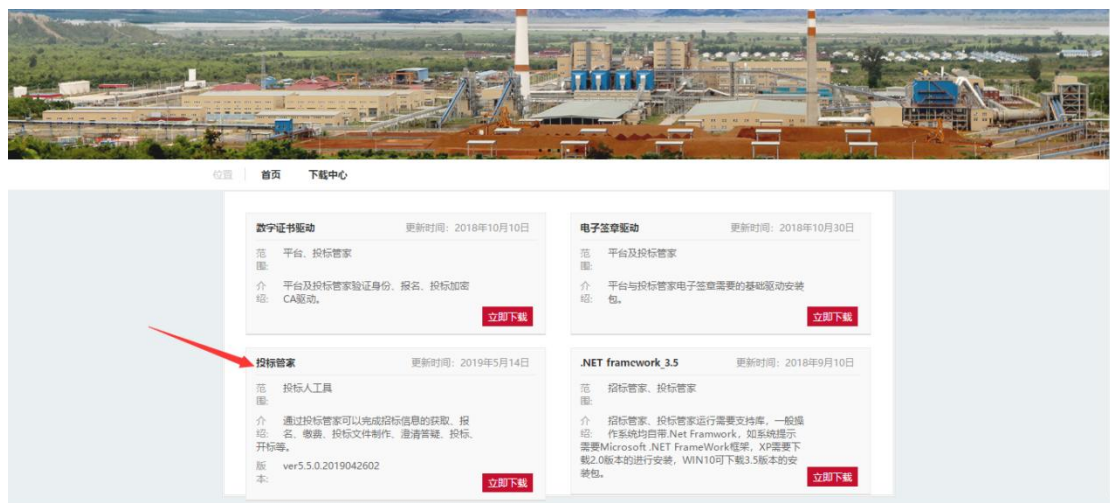 位置 首页 下载中心
数字证书驱动 更新时间：2018年10月10日
范围: 平台、投标管家
介绍: 平台及投标管家验证身份、报名、投标加密
CA驱动。
立即下载
电子签章驱动 更新时间：2018年10月30日
范围: 平台及投标管家
介绍: 平台与投标管家电子签章需要的基础驱动安装
包。
立即下载
投标管家 更新时间：2019年5月14日
范围: 投标人工具
介绍: 通过投标管家可以完成招标信息的获取、报
名、缴费、投标文件制作、澄清答疑、投标、
开标等。
版本: ver5.5.0.2019042602
立即下载
.NET framework_3.5 更新时间：2018年9月10日
范围: 招标管家、投标管家
介绍: 招标管家、投标管家运行需要支持库，一般操
作系统均自带.Net Framwork，如系统提示
需要Microsoft .NET FrameWork框架，XP需要下
载2.0版本的进行安装，WIN10可下载3.5版本的安
装包。
立即下载